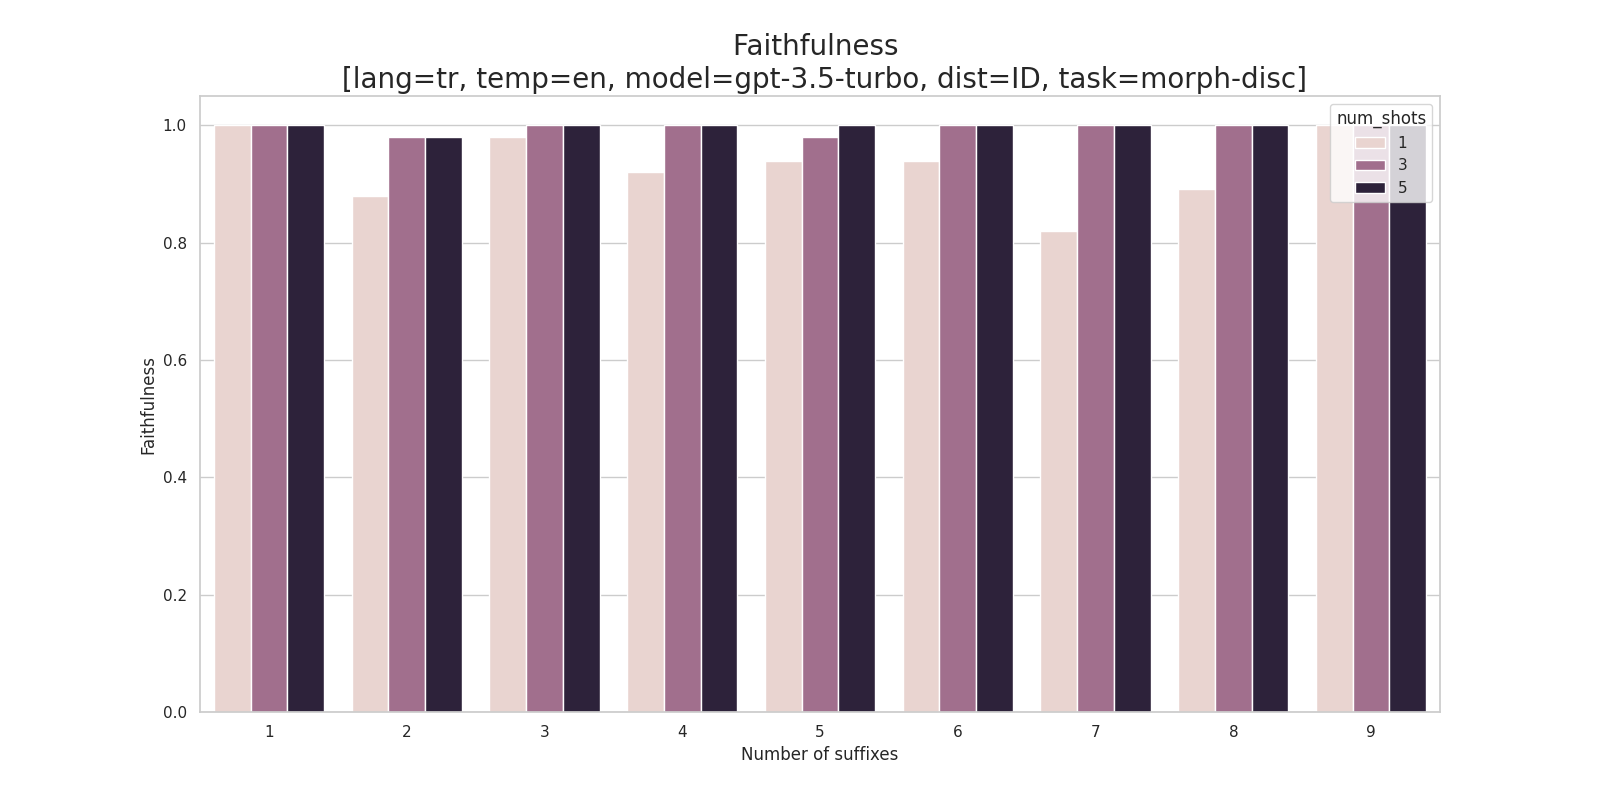 Faithfulness
[lang=tr, temp=en, model=gpt-3.5-turbo, dist=ID, task=morph-disc]
num_shots
1
3
5
Faithfulness
1.0
0.8
0.6
0.4
0.2
0.0
1 2 3 4 5 6 7 8 9
Number of suffixes